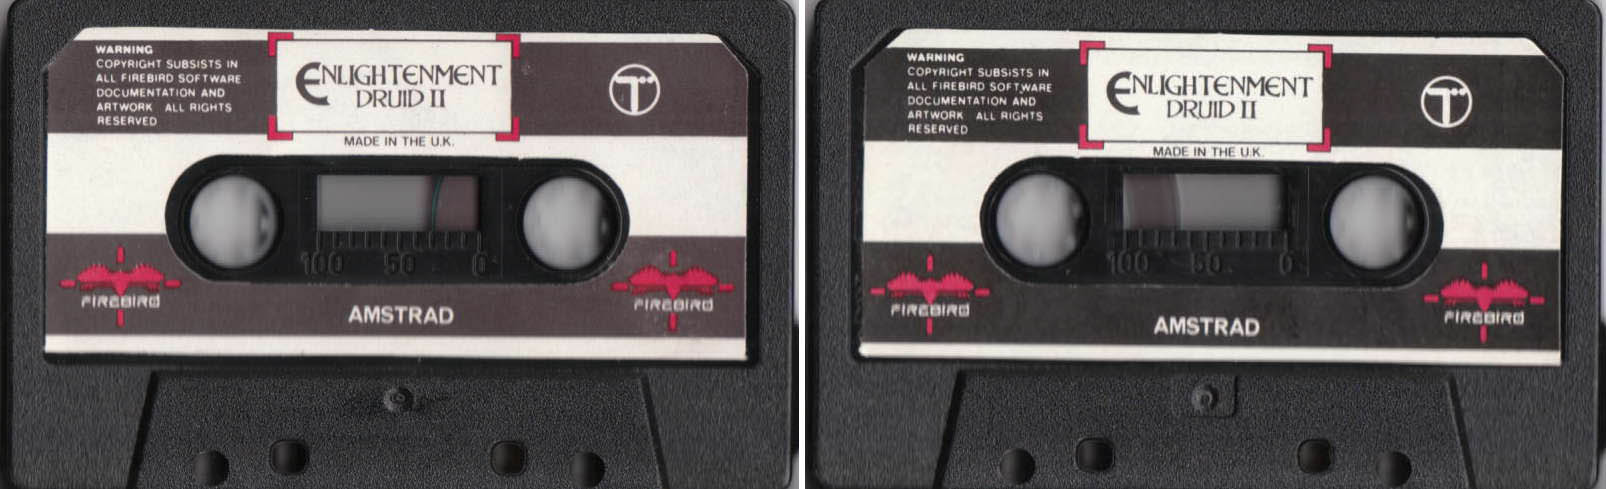 WARNING
COPYRIGHT SUBSISTS IN
ALL FIREBIRD SOFTWARE
DOCUMENTATION AND
ARTWORK ALL RIGHTS
RESERVED
ENLIGHTENMENT
DRUID II
MADE IN THE U.K.
T
100 50 0
FIREBIRD
FIREBIRD
AMSTRAD
WARNING
COPYRIGHT SUBSISTS IN
ALL FIREBIRD SOFTWARE
DOCUMENTATION AND
ARTWORK ALL RIGHTS
RESERVED
ENLIGHTENMENT
DRUID II
MADE IN THE U.K.
T
100 50 0
FIREBIRD
FIREBIRD
AMSTRAD